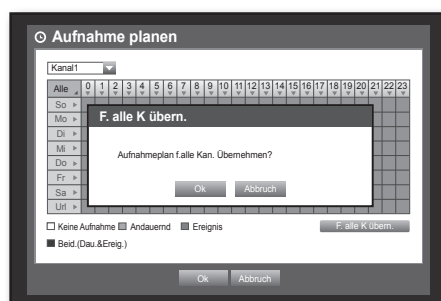 Aufnahme planen
Kanal1
Alle 0 1 2 3 4 5 6 7 8 9 10 11 12 13 14 15 16 17 18 19 20 21 22 23
So
Mo
F. alle K übern.
Di
Mi
Aufnahmeplan f.alle Kan. Übernehmen?
Do
Fr
Sa
Ok Abbruch
Url
Keine Aufnahme Andauernd Ereignis F. alle K übern.
Beid.(Dau.&Ereig.)
Ok Abbruch